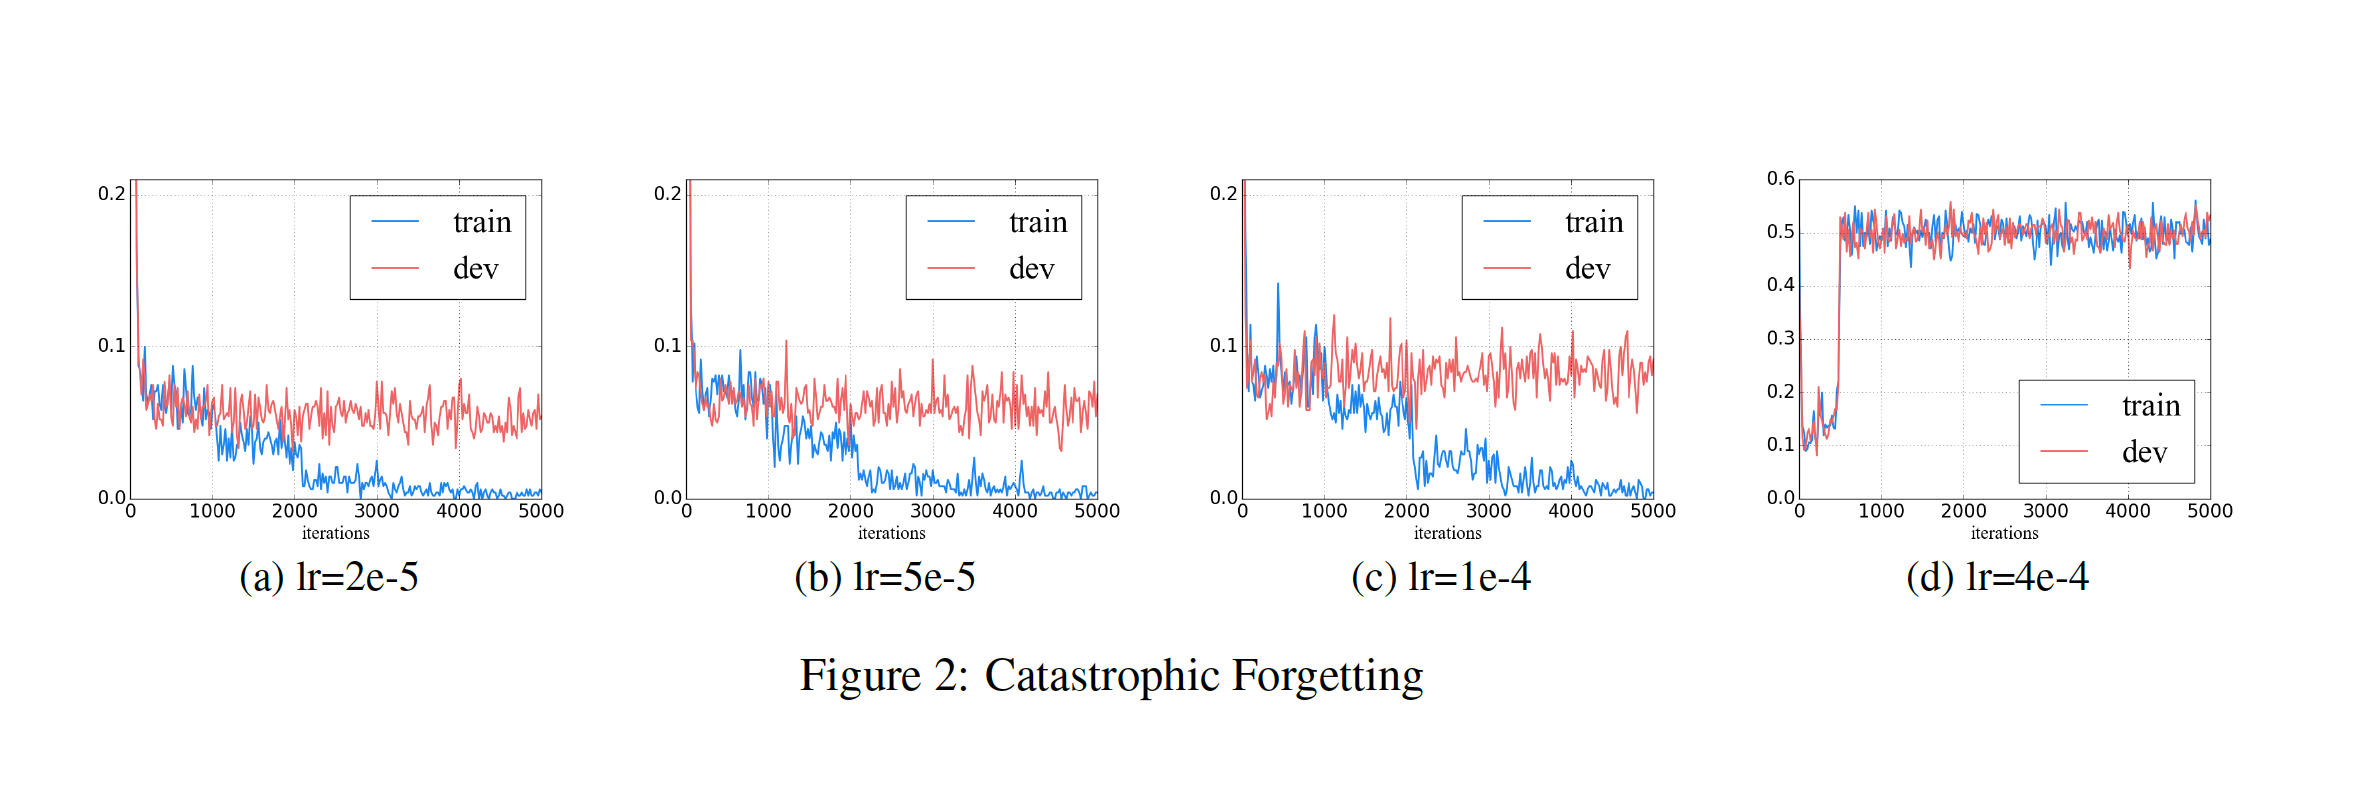 0.2
0.1
0.0
0 1000 2000 3000 4000 5000
iterations
train
dev
(a) lr=2e-5
0.2
0.1
0.0
0 1000 2000 3000 4000 5000
iterations
train
dev
(b) lr=5e-5
0.2
0.1
0.0
0 1000 2000 3000 4000 5000
iterations
train
dev
(c) lr=1e-4
0.6
0.5
0.4
0.3
0.2
0.1
0.0
0 1000 2000 3000 4000 5000
iterations
train
dev
(d) lr=4e-4
Figure 2: Catastrophic Forgetting